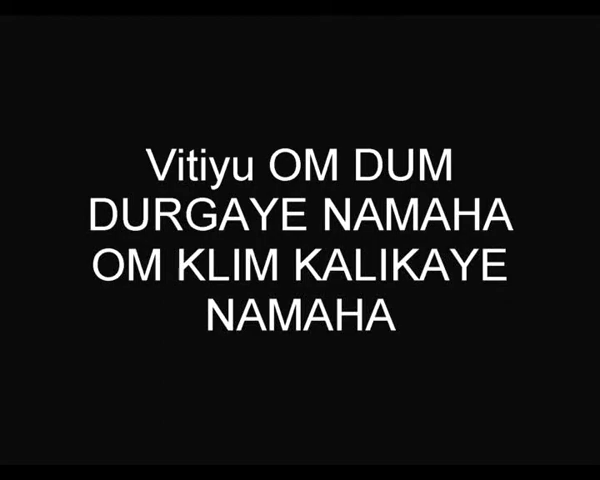 Vitiyu OM DUM
DURGAYE NAMAHA
OM KLIM KALIKAYE
NAMAHA